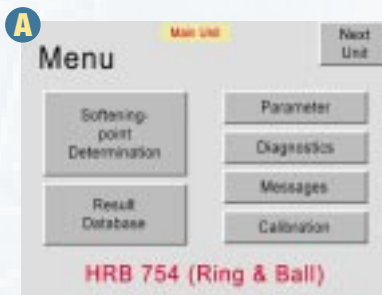 A
Main Unit
Next
Unit
Menu
Softening-
point
Determination
Parameter
Diagnostics
Messages
Result
Database
Calibration
HRB 754 (Ring & Ball)